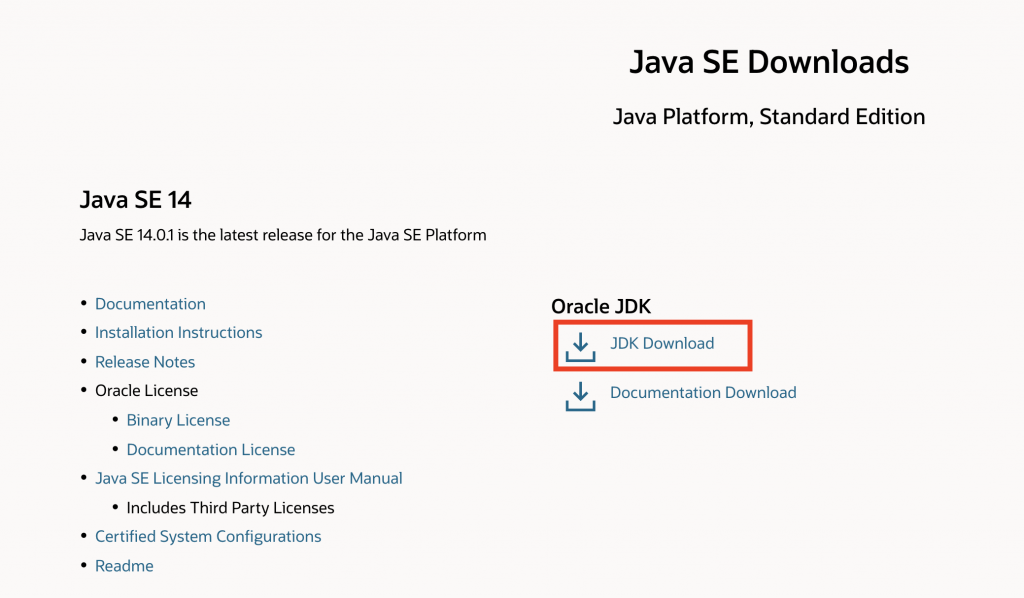 Java SE Downloads
Java Platform, Standard Edition
Java SE 14
Java SE 14.0.1 is the latest release for the Java SE Platform
• Documentation
• Installation Instructions
• Release Notes
• Oracle License
• Binary License
• Documentation License
• Java SE Licensing Information User Manual
• Includes Third Party Licenses
• Certified System Configurations
• Readme
Oracle JDK
JDK Download
Documentation Download